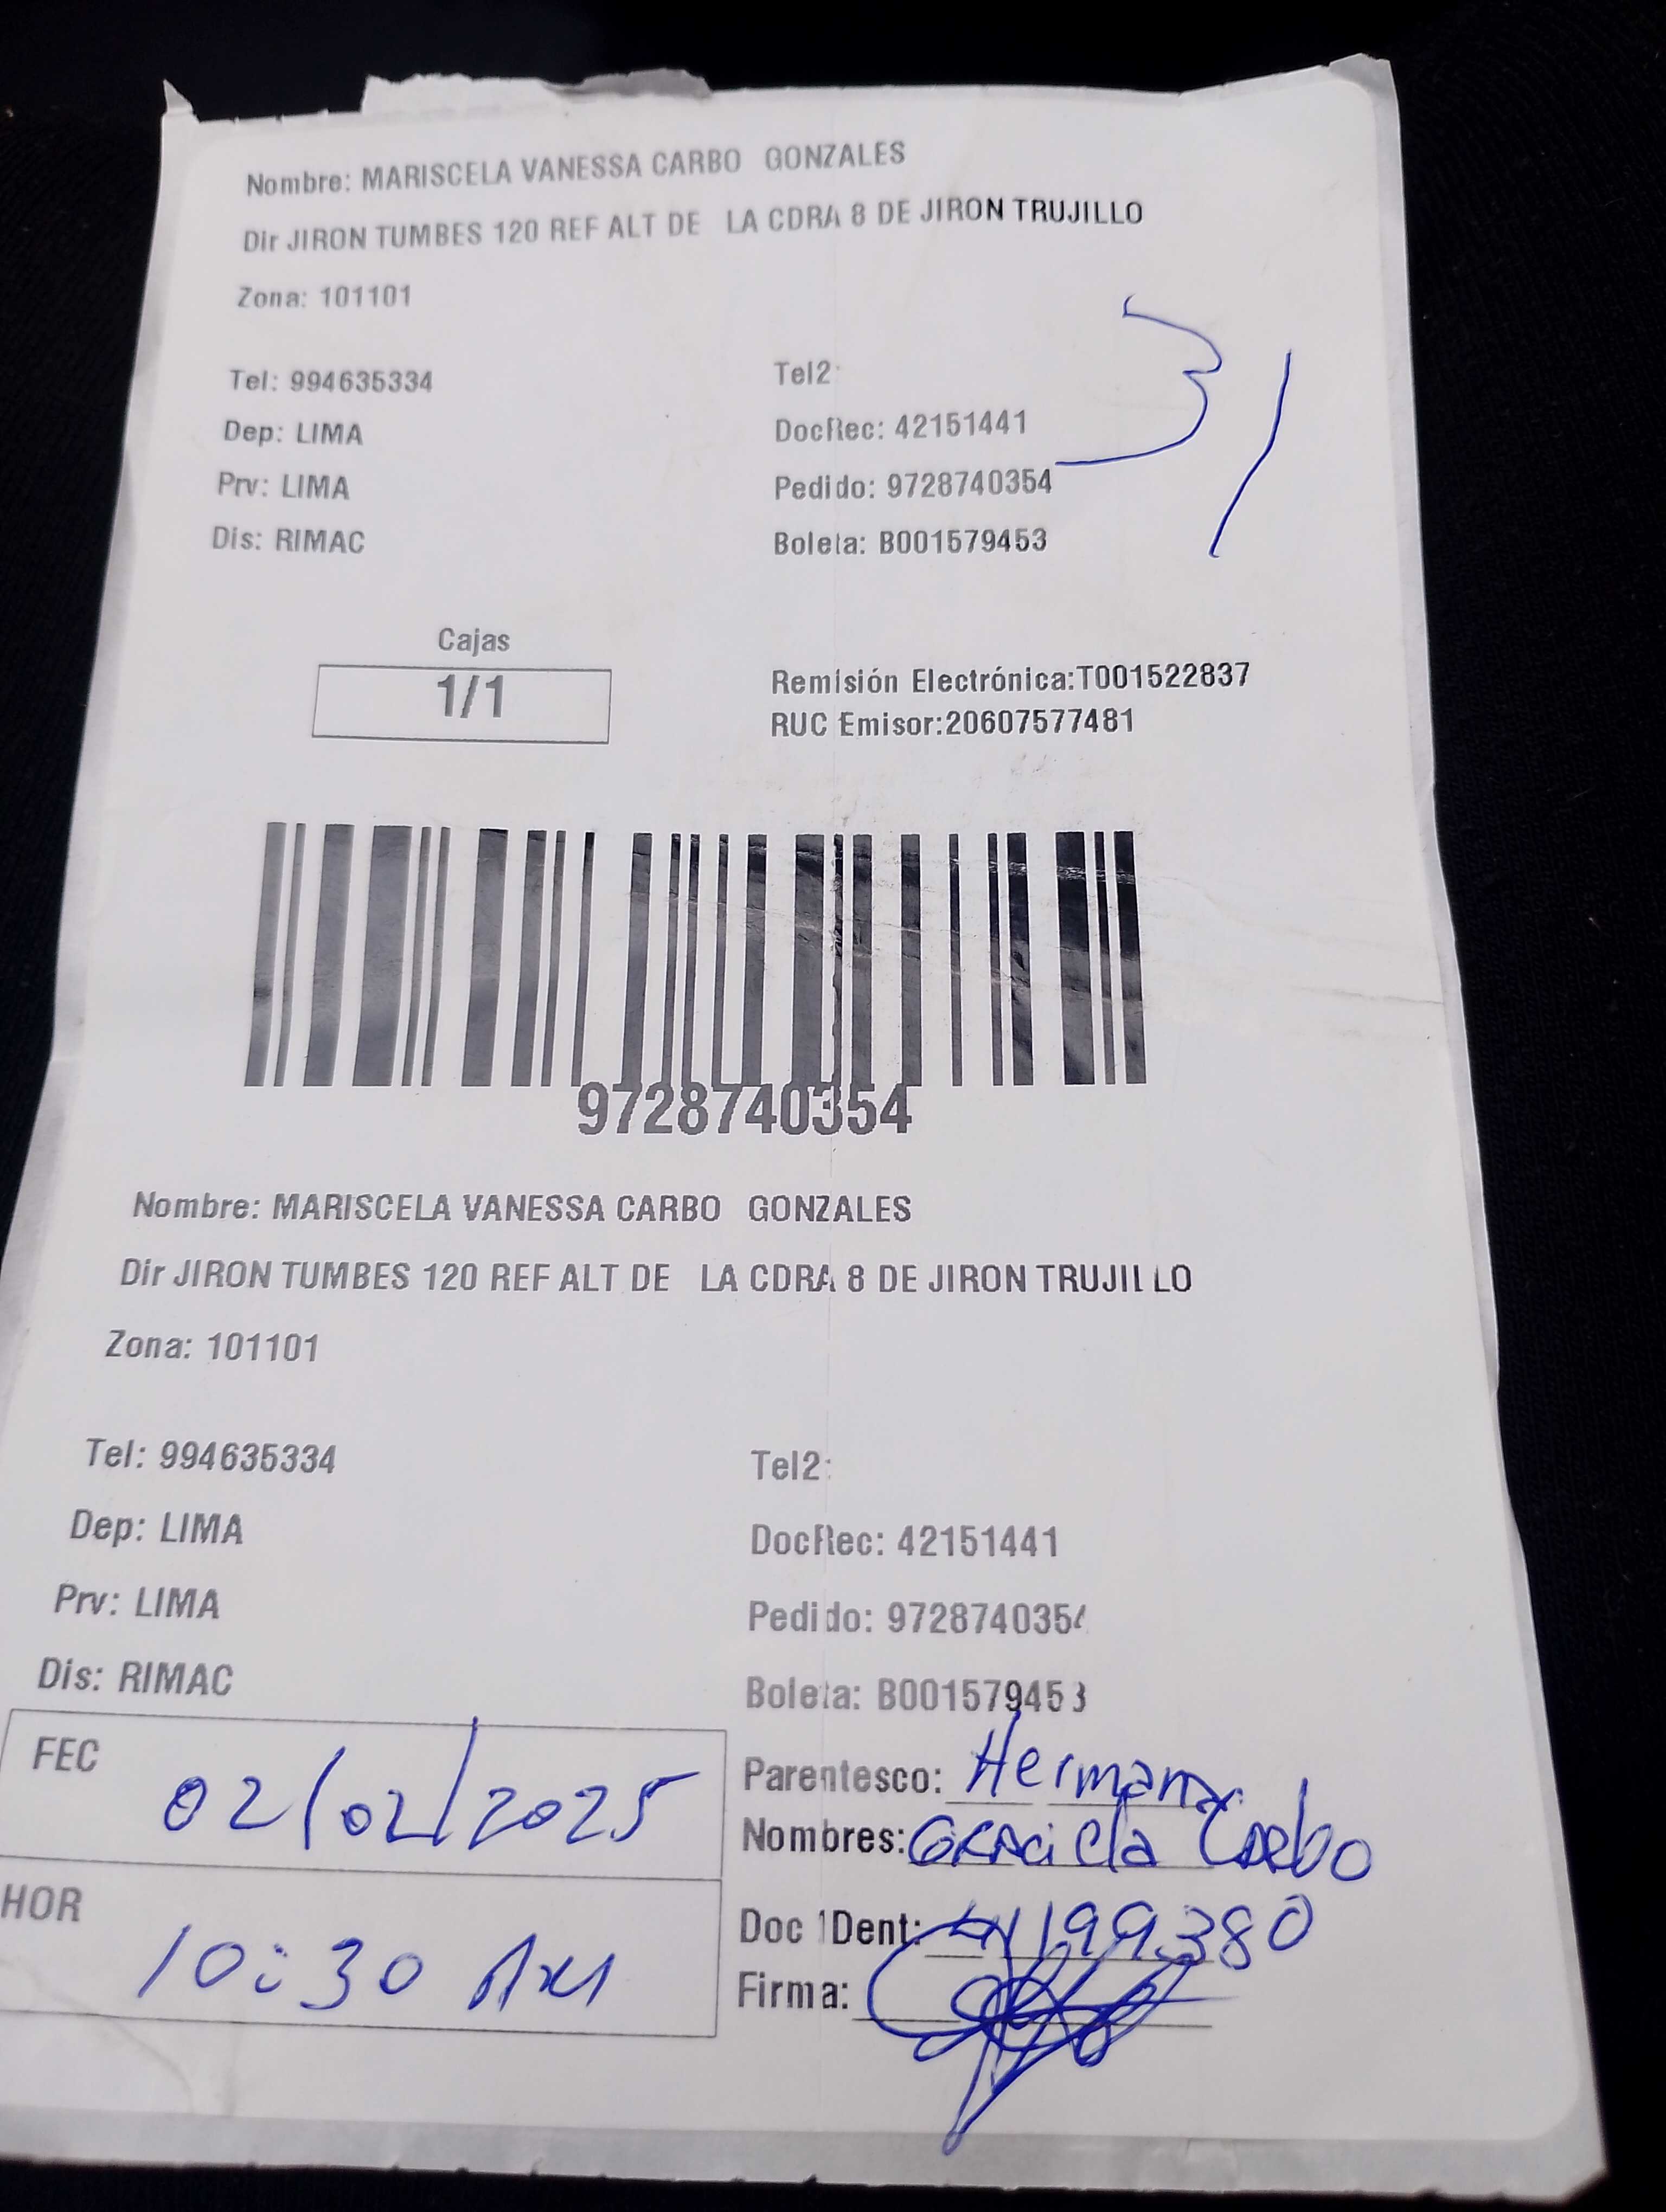 Nombre: MARISCELA VANESSA CARBO GONZALES
Dir JIRON TUMBES 120 REF ALT DE LA CDRA 8 DE JIRON TRUJILLO
Zona: 101101
31
Tel: 994635334 Tel2:
Dep: LIMA DocRec: 42151441
Prv: LIMA Pedido: 9728740354
Dis: RIMAC Boleta: B001579453
Cajas
1/1
Remisión Electrónica:T001522837
RUC Emisor:20607577481
9728740354
Nombre: MARISCELA VANESSA CARBO GONZALES
Dir JIRON TUMBES 120 REF ALT DE LA CDRA 8 DE JIRON TRUJILLO
Zona: 101101
Tel: 994635334 Tel2:
Dep: LIMA DocRec: 42151441
Prv: LIMA Pedido: 9728740354
Dis: RIMAC Boleta: B001579453
FEC 02/02/2025 Parentesco: Hermana
Nombres: GRACiela Carbo
HOR 10:30 AM Doc 1Dent: 41199380
Firma: